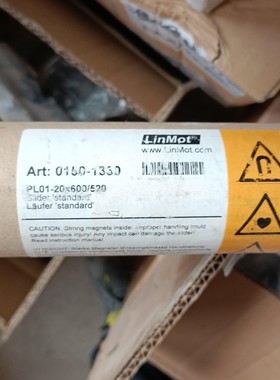 LinMot®
www.LinMot.com
Art: 0150-1330
PL01-20x600/520
Slider 'standard'
Läufer 'standard'
CAUTION: Strong magnets inside. Improper handling could
cause serious injury! Any impact can damage the slider!
Read instruction manual